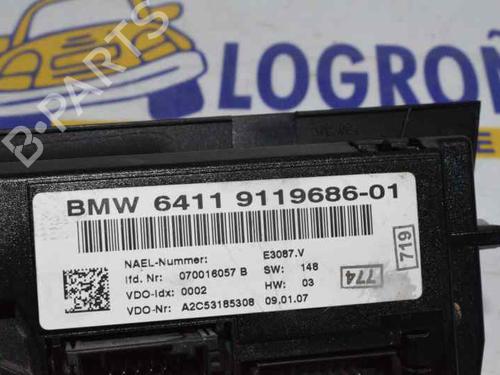 LOGROÑ
B-PARTS
BMW 6411 9119686-01
NAEL-Nummer: E3087.V
lfd. Nr: 070016057 B SW: 148
VDO-Idx: 0002 HW: 03
VDO-Nr: A2C53185308 09.01.07
774
719